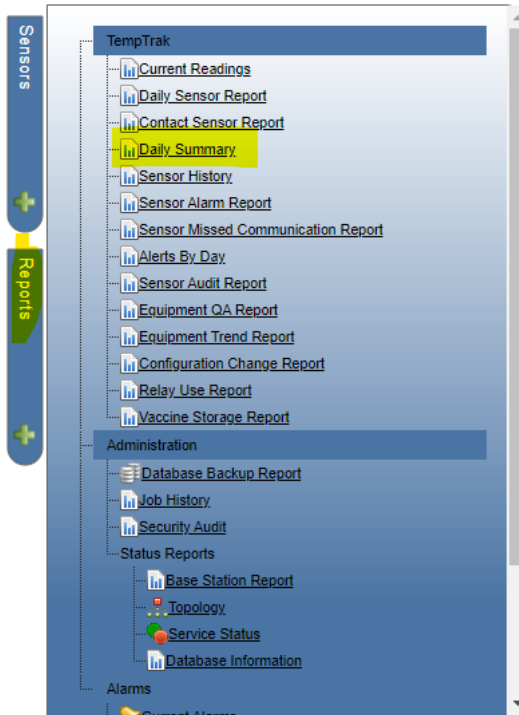 Sensors
Reports
TempTrak
Current Readings
Daily Sensor Report
Contact Sensor Report
Daily Summary
Sensor History
Sensor Alarm Report
Sensor Missed Communication Report
Alerts By Day
Sensor Audit Report
Equipment QA Report
Equipment Trend Report
Configuration Change Report
Relay Use Report
Vaccine Storage Report
Administration
Database Backup Report
Job History
Security Audit
Status Reports
Base Station Report
Topology
Service Status
Database Information
Alarms
Current Alarms